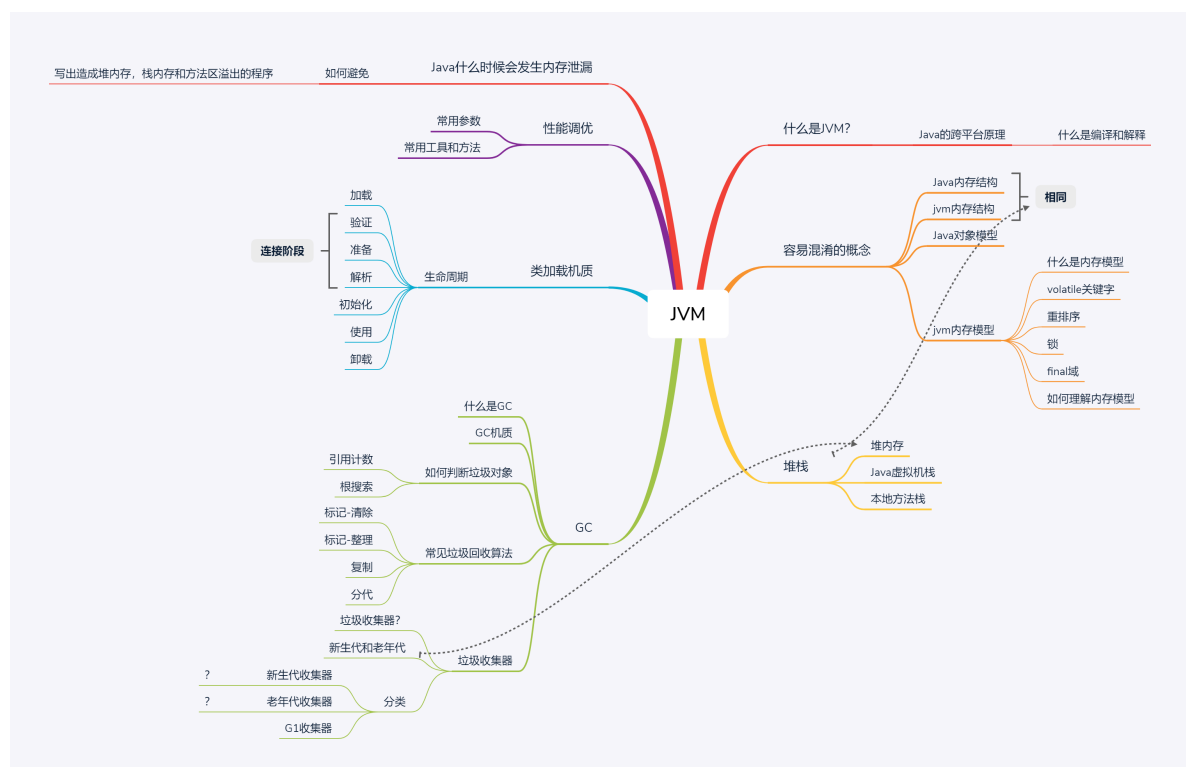 JVM
什么是JVM？
Java的跨平台原理
什么是编译和解释
容易混淆的概念
Java内存结构
jvm内存结构
相同
Java对象模型
jvm内存模型
什么是内存模型
volatile关键字
重排序
锁
final域
如何理解内存模型
堆栈
堆内存
Java虚拟机栈
本地方法栈
Java什么时候会发生内存泄漏
如何避免
写出造成堆内存，栈内存和方法区溢出的程序
性能调优
常用参数
常用工具和方法
类加载机质
生命周期
加载
验证
准备
解析
连接阶段
初始化
使用
卸载
GC
什么是GC
GC机质
如何判断垃圾对象
引用计数
根搜索
常见垃圾回收算法
标记-清除
标记-整理
复制
分代
垃圾收集器
垃圾收集器？
新生代和老年代
分类
新生代收集器
？
老年代收集器
？
G1收集器